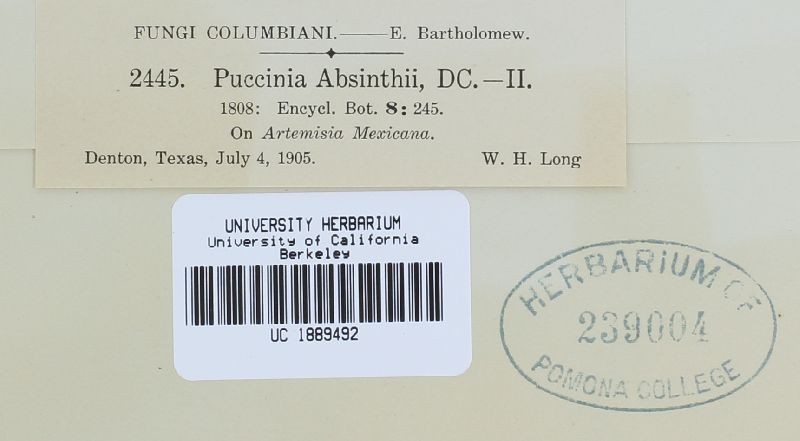 FUNGI COLUMBIANI.——E. Bartholomew.
2445. Puccinia Absinthii, DC.—II.
1808: Encycl. Bot. 8: 245.
On Artemisia Mexicana.
Denton, Texas, July 4, 1905. W. H. Long
UNIVERSITY HERBARIUM
University of California
Berkeley
UC 1889492
HERBARiUM OF
239004
POMONA COLLEGE